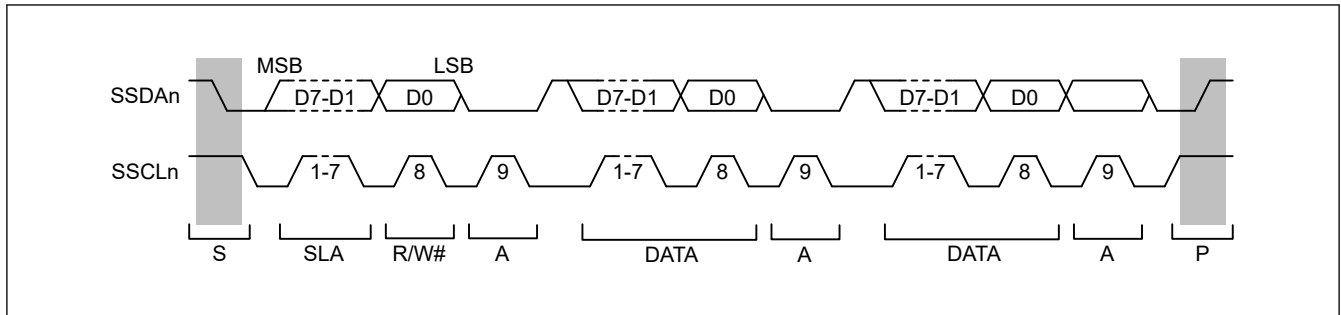 MSB LSB
SSDAn D7-D1 D0 D7-D1 D0 D7-D1 D0
SSCLn 1-7 8 9 1-7 8 9 1-7 8 9
S SLA R/W# A DATA A DATA A P